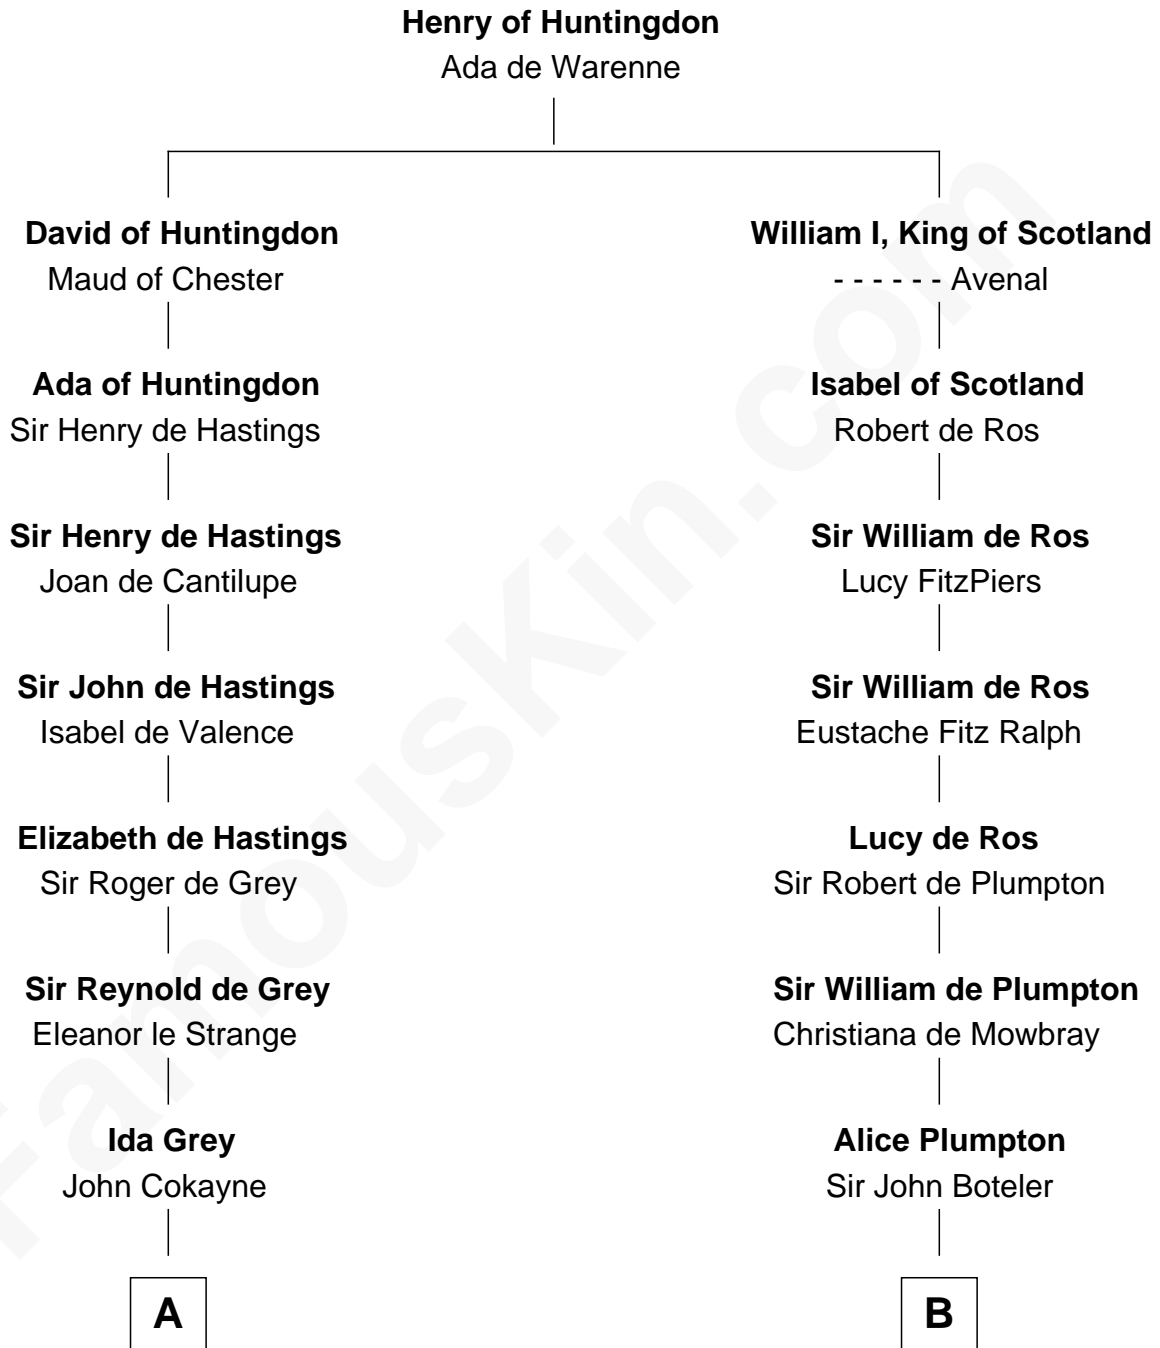 Henry of Huntingdon
Ada de Warenne
David of Huntingdon
Maud of Chester
Ada of Huntingdon
Sir Henry de Hastings
Sir Henry de Hastings
Joan de Cantilupe
Sir John de Hastings
Isabel de Valence
Elizabeth de Hastings
Sir Roger de Grey
Sir Reynold de Grey
Eleanor le Strange
Ida Grey
John Cokayne
A
William I, King of Scotland
- - - - - - Avenal
Isabel of Scotland
Robert de Ros
Sir William de Ros
Lucy FitzPiers
Sir William de Ros
Eustache Fitz Ralph
Lucy de Ros
Sir Robert de Plumpton
Sir William de Plumpton
Christiana de Mowbray
Alice Plumpton
Sir John Boteler
B
FamousKin.com